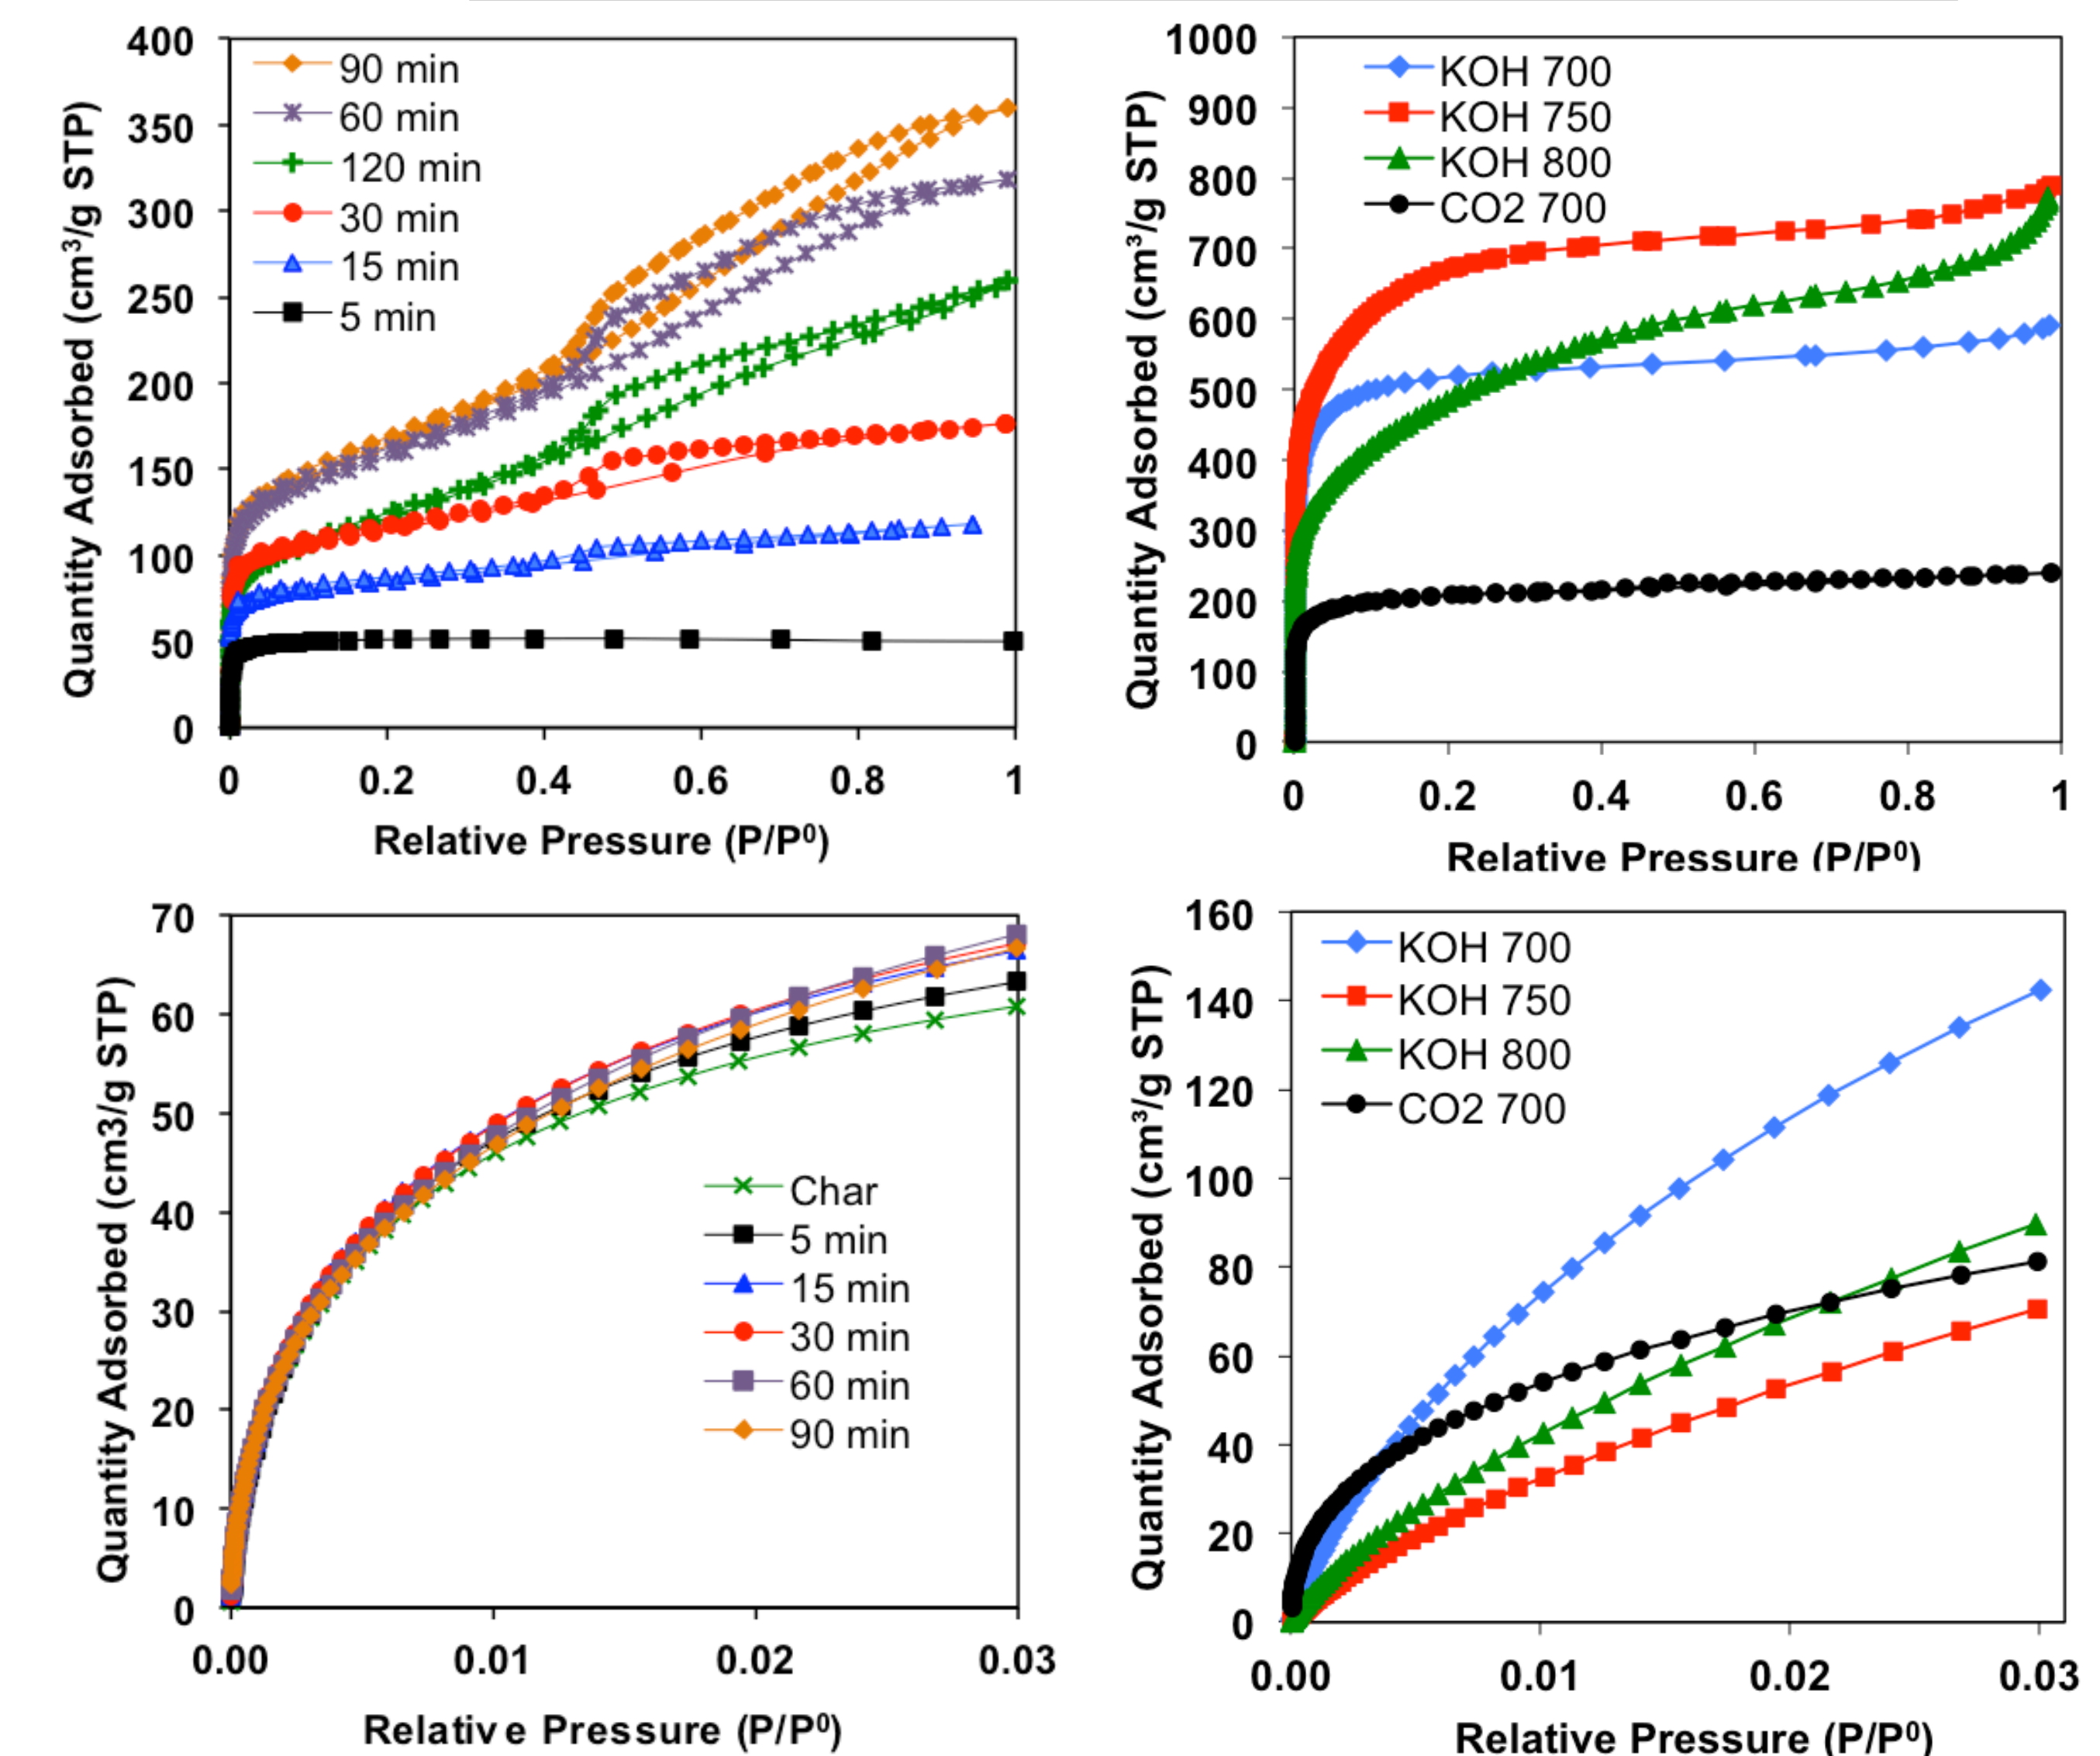 400
350
300
250
200
150
100
50
0
Quantity Adsorbed (cm³/g STP)
90 min
60 min
120 min
30 min
15 min
5 min
0 0.2 0.4 0.6 0.8 1
Relative Pressure (P/P⁰)
1000
900
800
700
600
500
400
300
200
100
0
Quantity Adsorbed (cm³/g STP)
KOH 700
KOH 750
KOH 800
CO2 700
0 0.2 0.4 0.6 0.8 1
Relative Pressure (P/P⁰)
70
60
50
40
30
20
10
0
Quantity Adsorbed (cm3/g STP)
Char
5 min
15 min
30 min
60 min
90 min
0.00 0.01 0.02 0.03
Relative Pressure (P/P⁰)
160
140
120
100
80
60
40
20
0
Quantity Adsorbed (cm³/g STP)
KOH 700
KOH 750
KOH 800
CO2 700
0.00 0.01 0.02 0.03
Relative Pressure (P/P⁰)